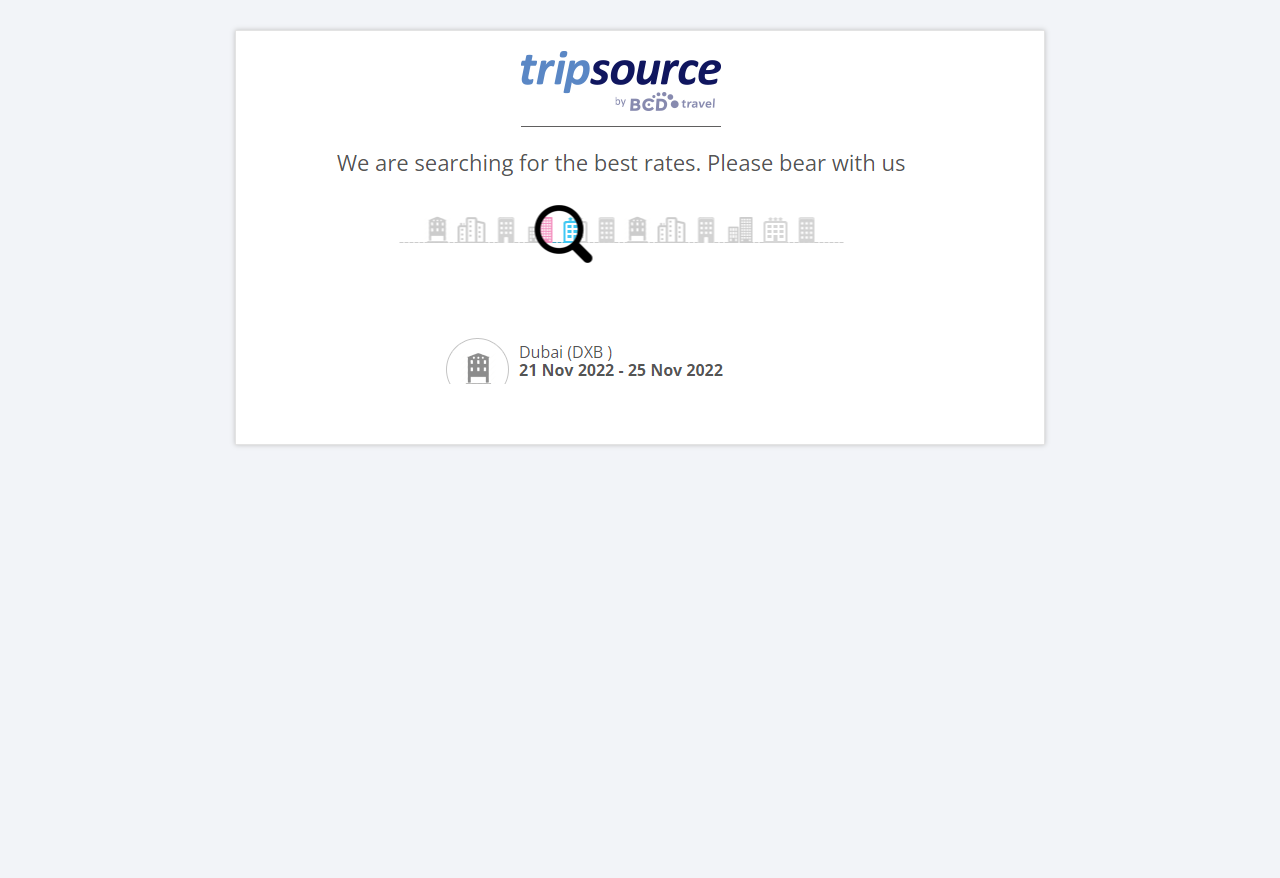 tripsource
by BCD travel
We are searching for the best rates. Please bear with us
Dubai (DXB )
21 Nov 2022 - 25 Nov 2022